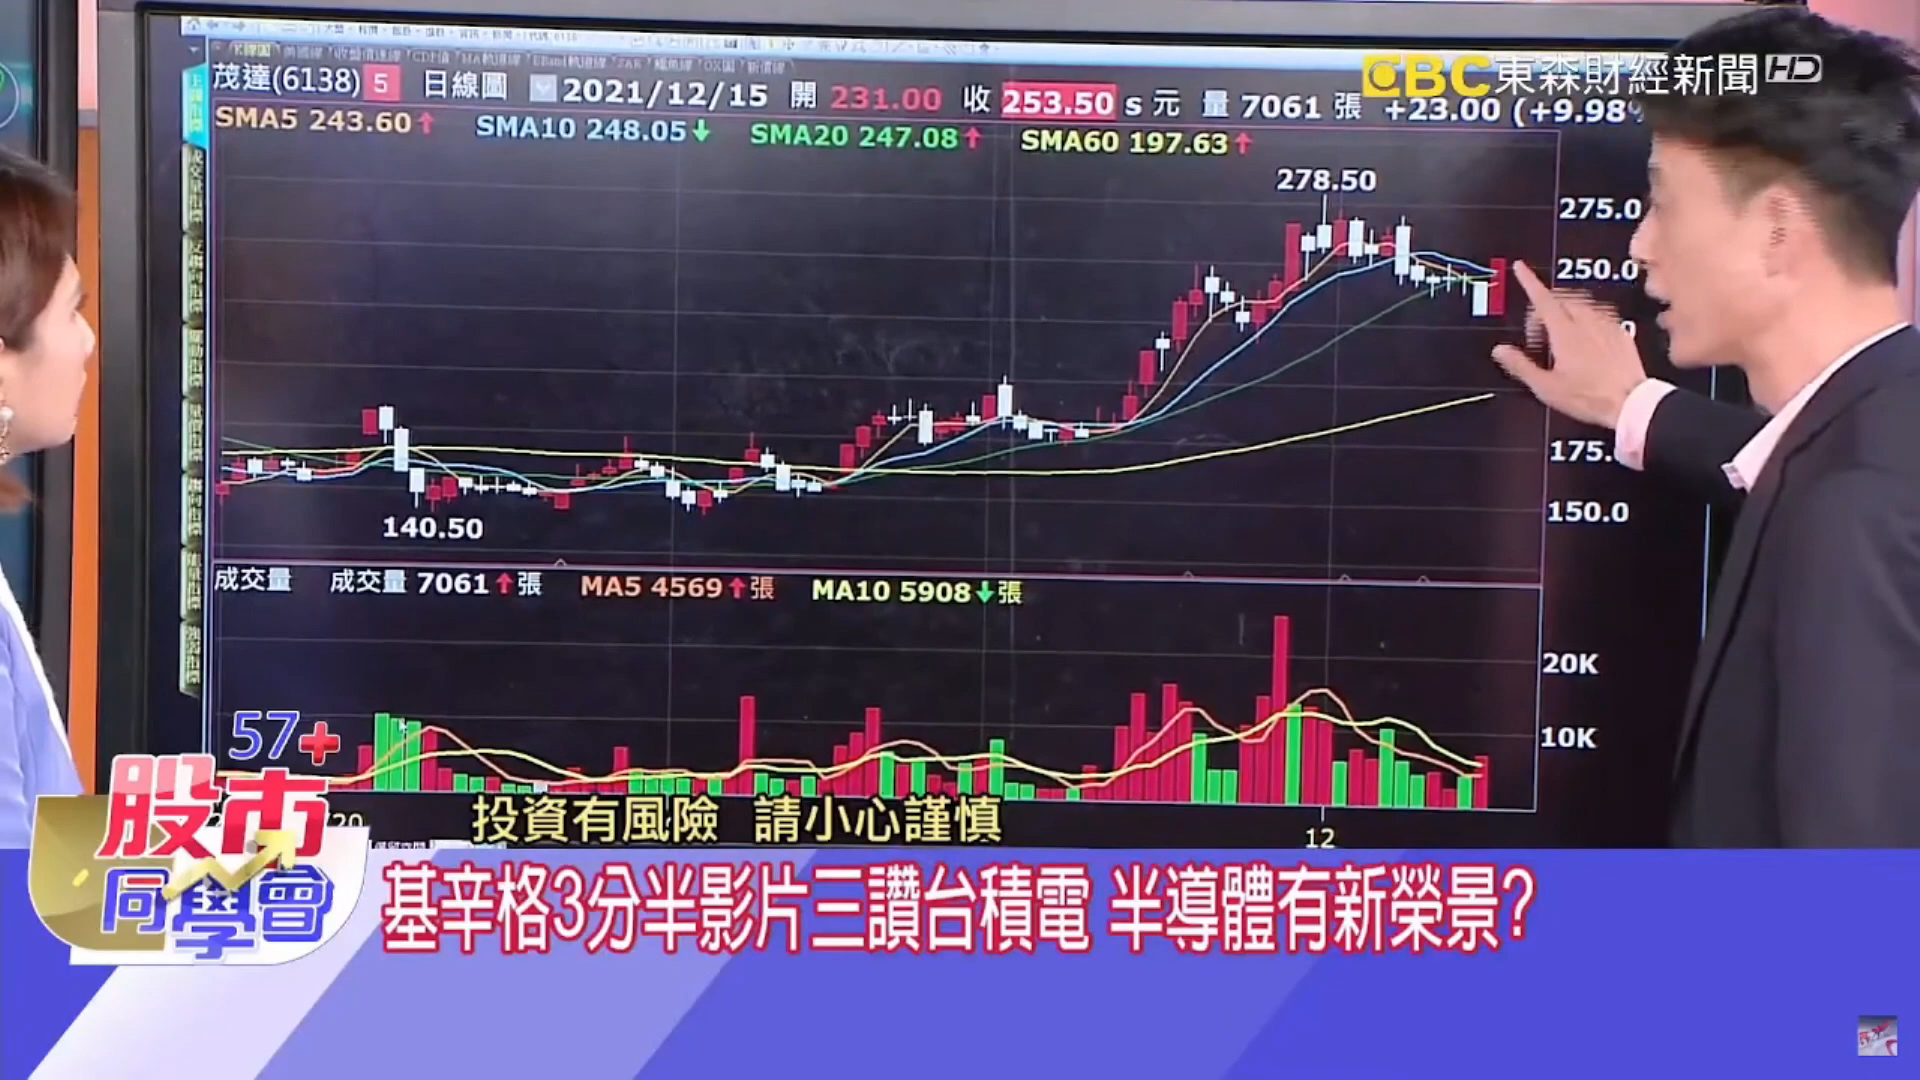 EBC 東森財經新聞 HD
茂達(6138) 5 日線圖 2021/12/15 開 231.00 收 253.50 s 元 量 7061 張 +23.00 (+9.98%
SMA5 243.60↑ SMA10 248.05↓ SMA20 247.08↑ SMA60 197.63↑
278.50
275.0
250.0
175.
140.50
150.0
成交量 成交量 7061↑張 MA5 4569↑張 MA10 5908↓張
20K
10K
12
57+
股市
同學會
投資有風險 請小心謹慎
基辛格3分半影片三讚台積電 半導體有新榮景?